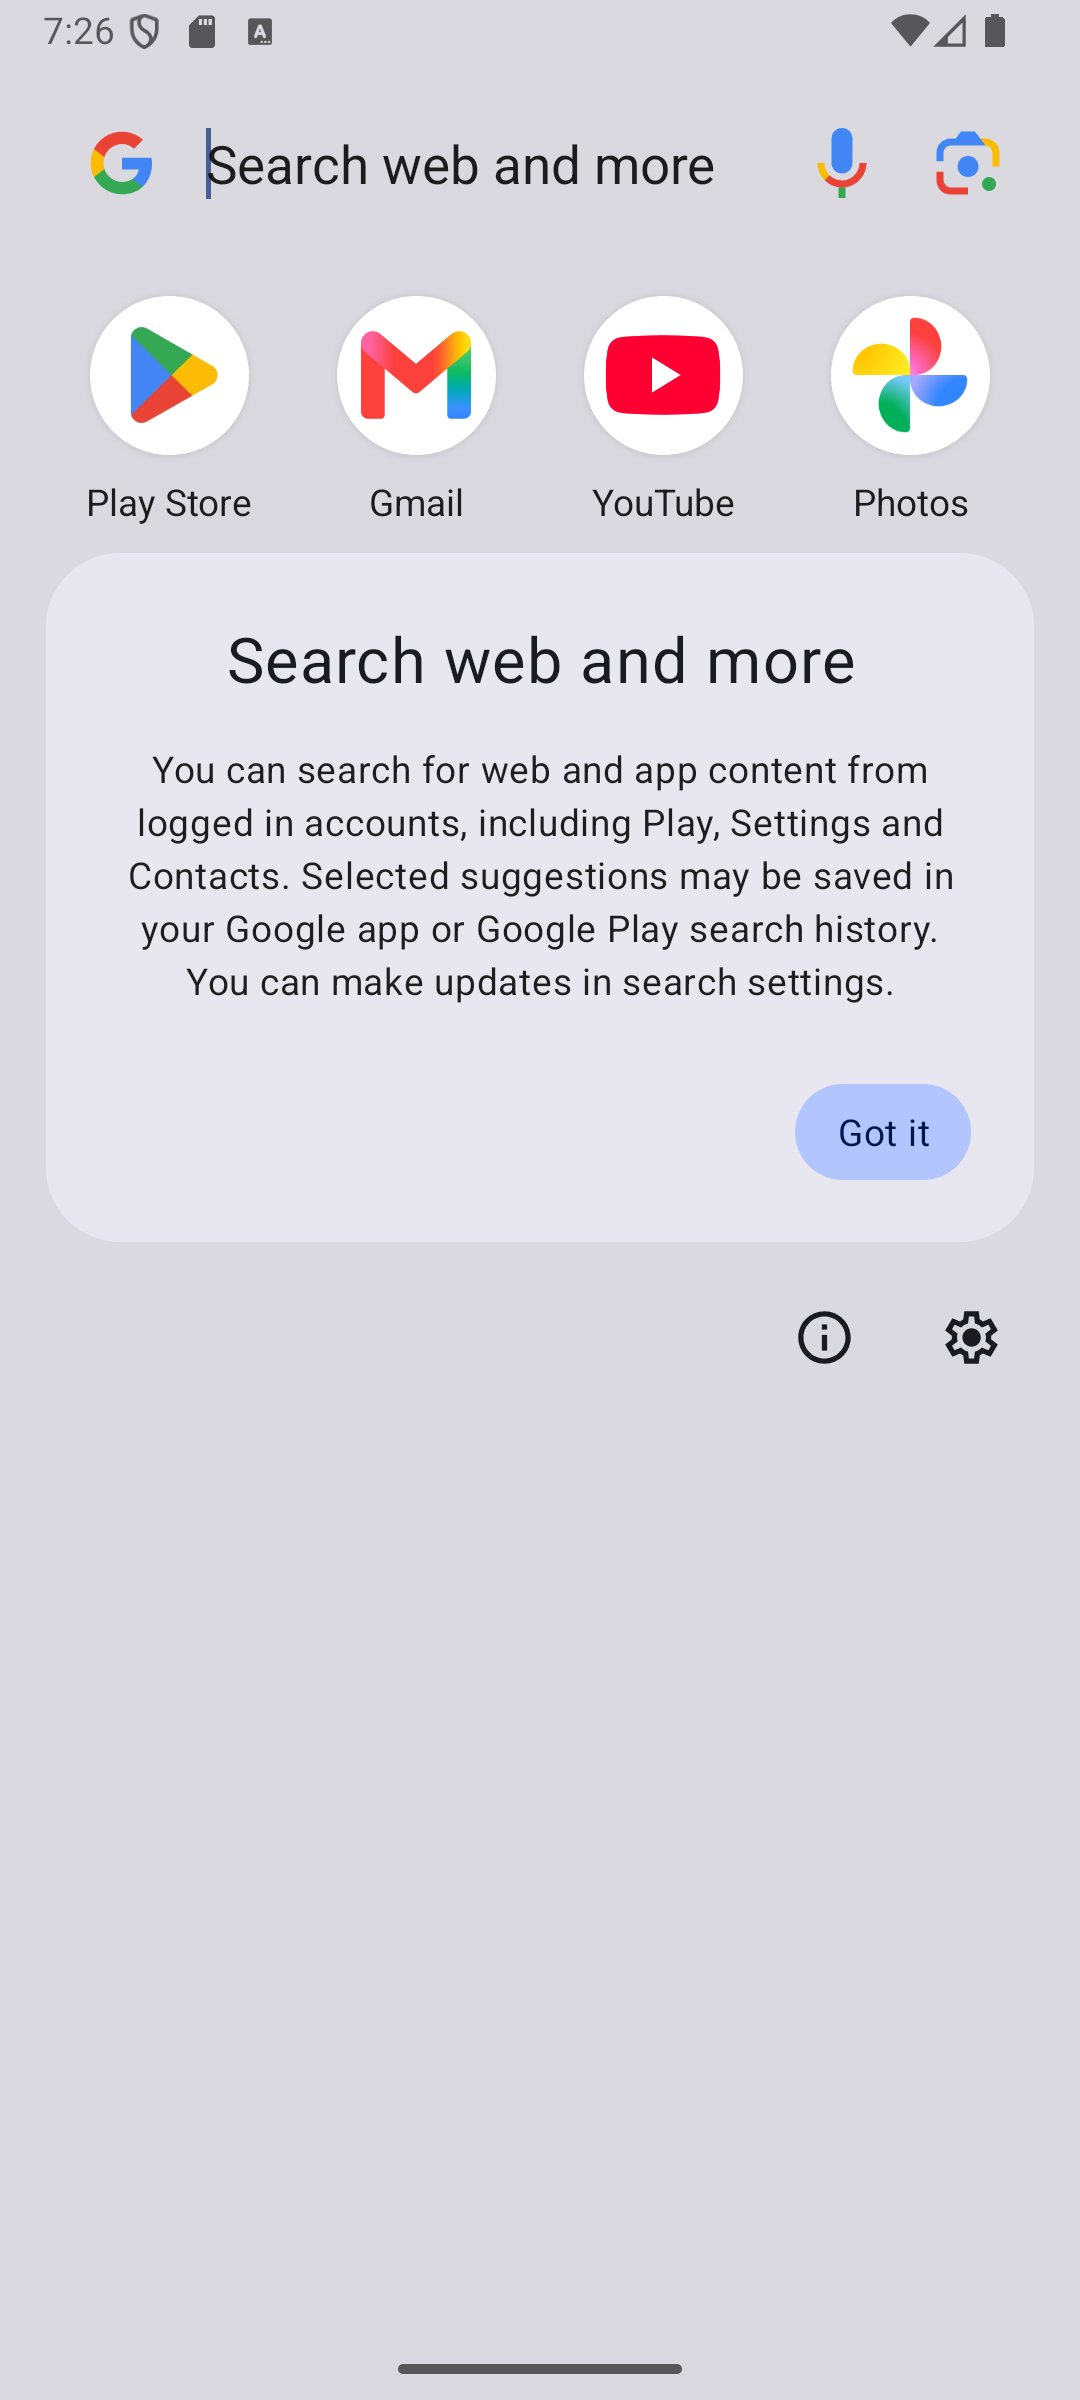 7:26
Search web and more
Play Store
Gmail
YouTube
Photos
Search web and more
You can search for web and app content from
logged in accounts, including Play, Settings and
Contacts. Selected suggestions may be saved in
your Google app or Google Play search history.
You can make updates in search settings.
Got it